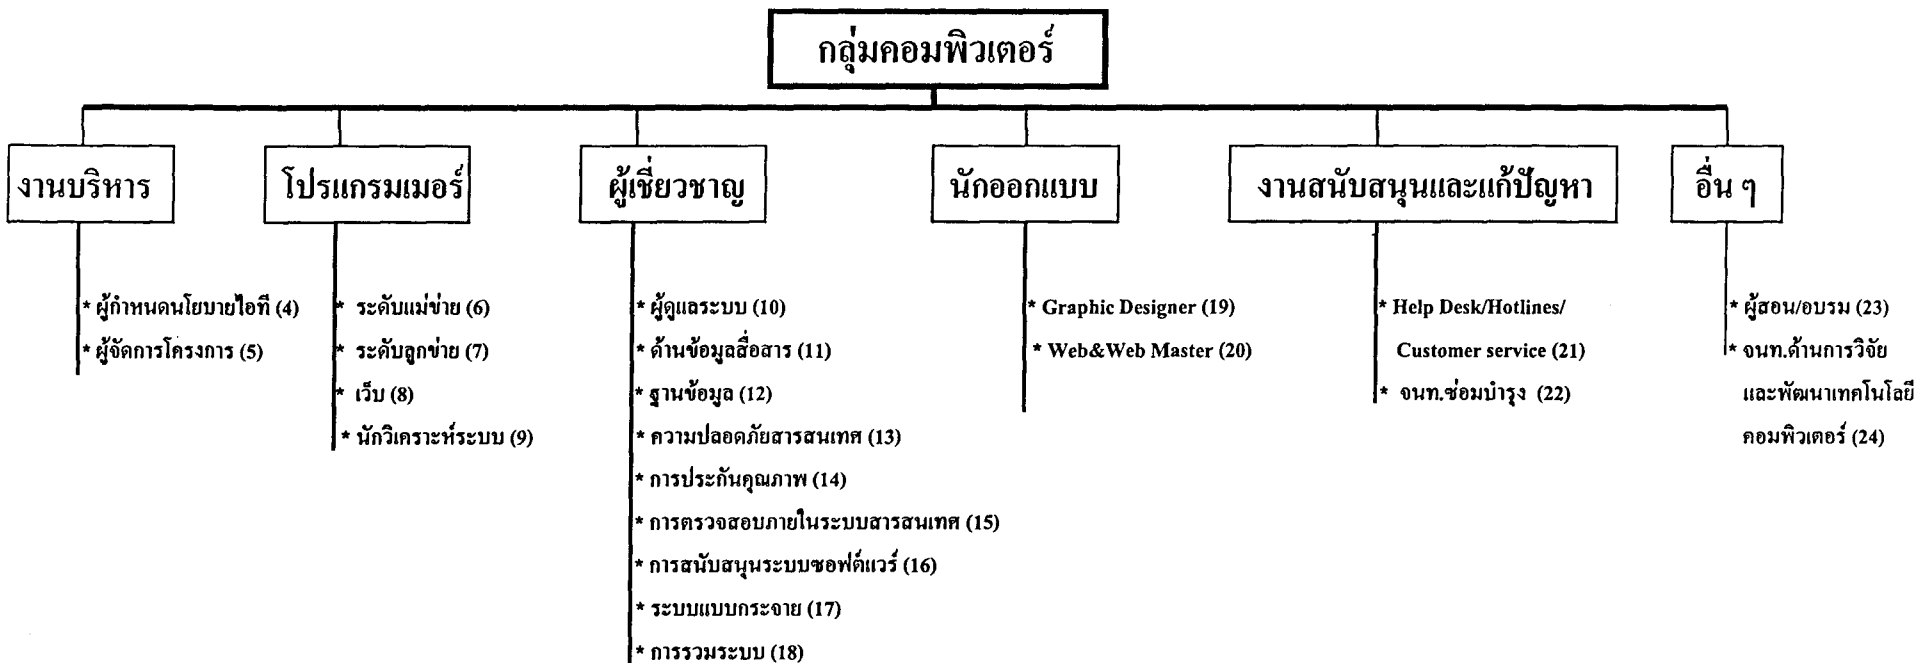 กลุ่มคอมพิวเตอร์
งานบริหาร
* ผู้กำหนดนโยบายไอที (4)
* ผู้จัดการโครงการ (5)
โปรแกรมเมอร์
* ระดับแม่ข่าย (6)
* ระดับลูกข่าย (7)
* เว็บ (8)
* นักวิเคราะห์ระบบ (9)
ผู้เชี่ยวชาญ
* ผู้ดูแลระบบ (10)
* ด้านข้อมูลสื่อสาร (11)
* ฐานข้อมูล (12)
* ความปลอดภัยสารสนเทศ (13)
* การประกันคุณภาพ (14)
* การตรวจสอบภายในระบบสารสนเทศ (15)
* การสนับสนุนระบบซอฟต์แวร์ (16)
* ระบบแบบกระจาย (17)
* การรวมระบบ (18)
นักออกแบบ
* Graphic Designer (19)
* Web&Web Master (20)
งานสนับสนุนและแก้ปัญหา
* Help Desk/Hotlines/
Customer service (21)
* จนท.ซ่อมบำรุง (22)
อื่น ๆ
* ผู้สอน/อบรม (23)
* จนท.ด้านการวิจัย
และพัฒนาเทคโนโลยี
คอมพิวเตอร์ (24)